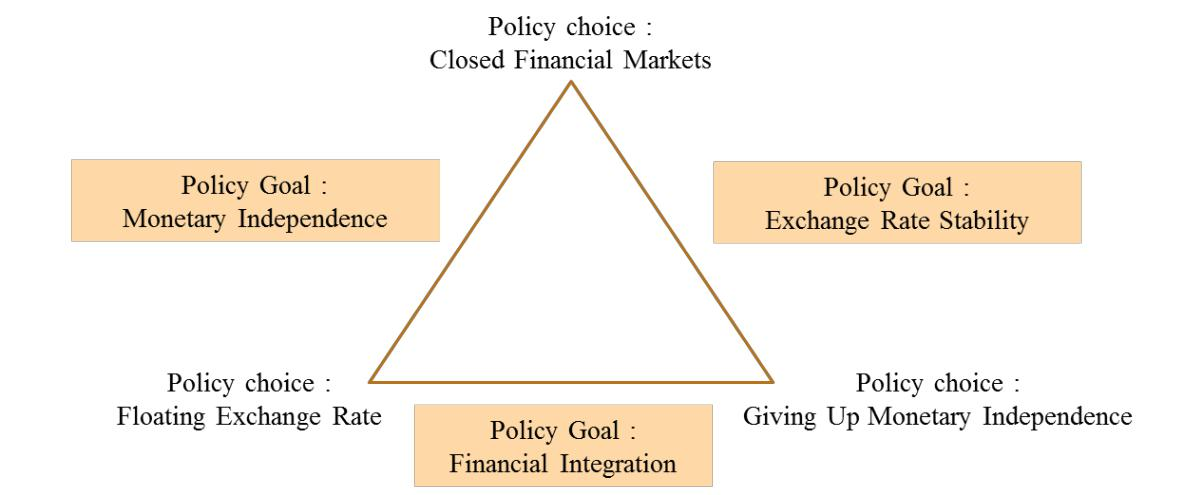 Policy choice :
Closed Financial Markets
Policy Goal :
Monetary Independence
Policy Goal :
Exchange Rate Stability
Policy choice :
Floating Exchange Rate
Policy choice :
Giving Up Monetary Independence
Policy Goal :
Financial Integration